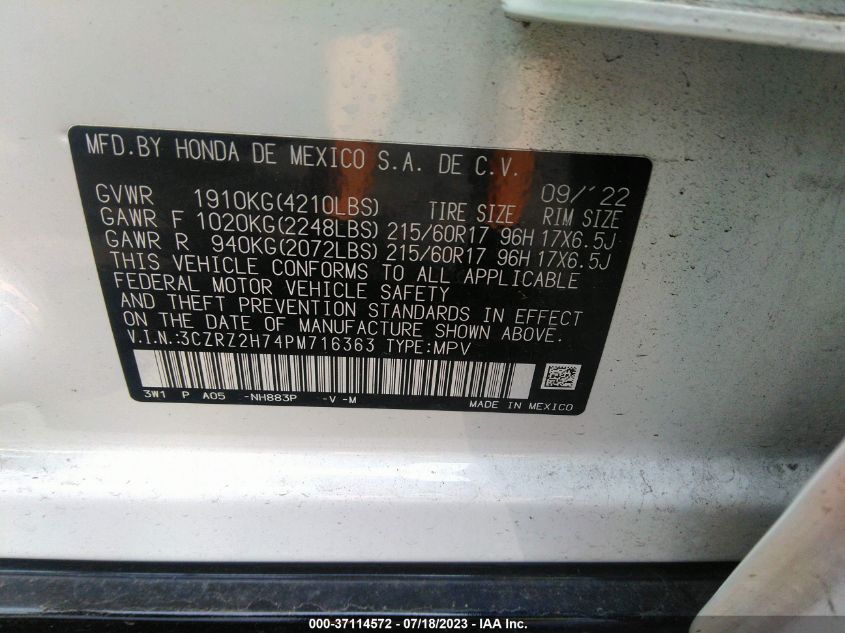 MFD.BY HONDA DE MEXICO S.A. DE C.V.
09/'22
GVWR 1910KG(4210LBS) TIRE SIZE RIM SIZE
GAWR F 1020KG(2248LBS) 215/60R17 96H 17X6.5J
GAWR R 940KG(2072LBS) 215/60R17 96H 17X6.5J
THIS VEHICLE CONFORMS TO ALL APPLICABLE
FEDERAL MOTOR VEHICLE SAFETY
AND THEFT PREVENTION STANDARDS IN EFFECT
ON THE DATE OF MANUFACTURE SHOWN ABOVE.
V.I.N.:3CZRZ2H74PM716363 TYPE:MPV
3W1 P A05 -NH883P -V -M MADE IN MEXICO
000-37114572 - 07/18/2023 - IAA Inc.